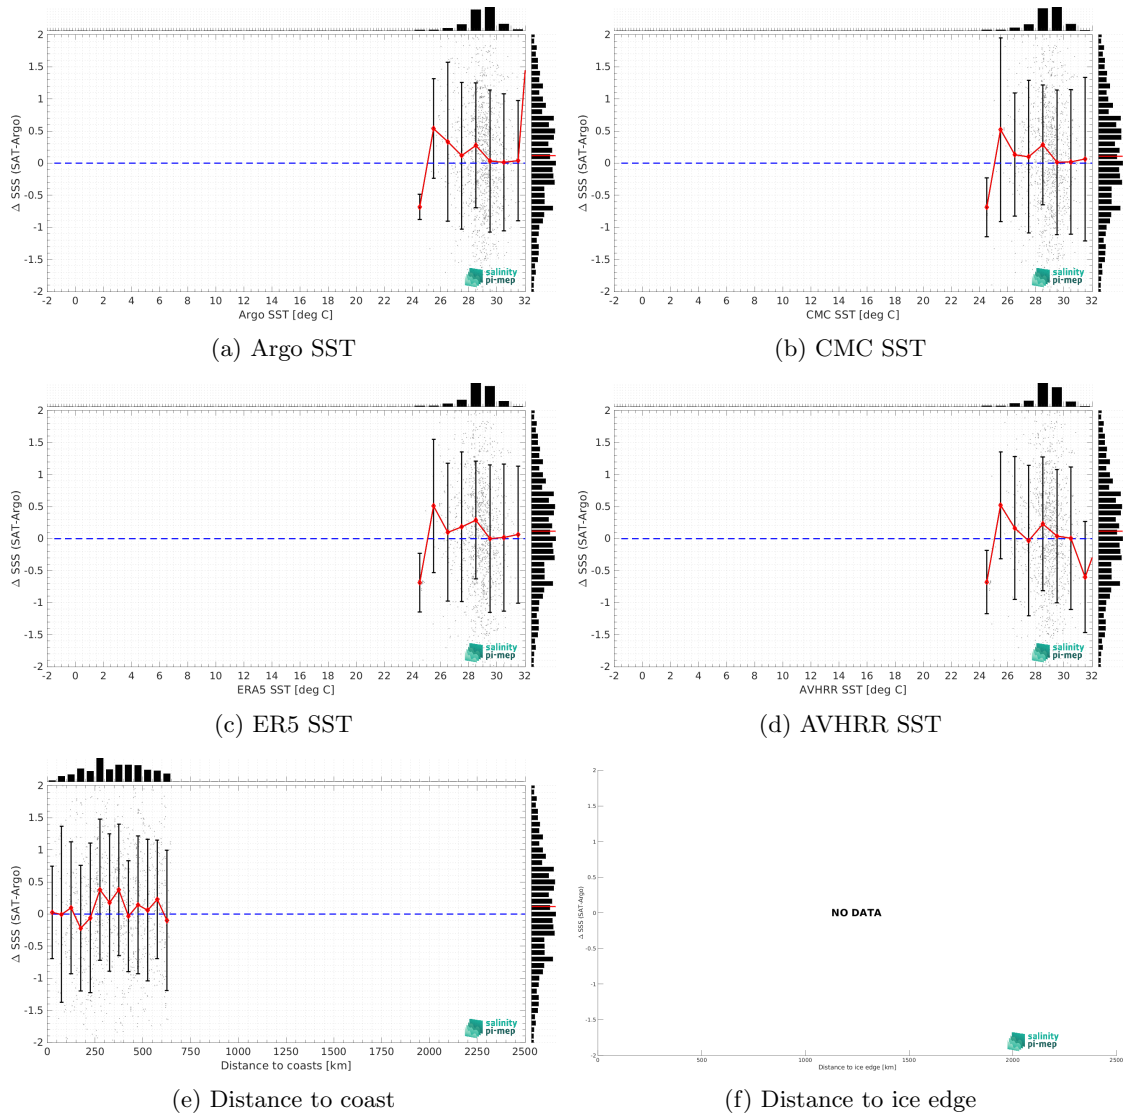 2
1.5
1
0.5
0
-0.5
-1
-1.5
-2
Δ SSS (SAT-Argo)
salinity
pi-mep
-2 0 2 4 6 8 10 12 14 16 18 20 22 24 26 28 30 32
Argo SST [deg C]
(a) Argo SST
2
1.5
1
0.5
0
-0.5
-1
-1.5
-2
Δ SSS (SAT-Argo)
salinity
pi-mep
-2 0 2 4 6 8 10 12 14 16 18 20 22 24 26 28 30 32
CMC SST [deg C]
(b) CMC SST
2
1.5
1
0.5
0
-0.5
-1
-1.5
-2
Δ SSS (SAT-Argo)
salinity
pi-mep
-2 0 2 4 6 8 10 12 14 16 18 20 22 24 26 28 30 32
ERA5 SST [deg C]
(c) ER5 SST
2
1.5
1
0.5
0
-0.5
-1
-1.5
-2
Δ SSS (SAT-Argo)
salinity
pi-mep
-2 0 2 4 6 8 10 12 14 16 18 20 22 24 26 28 30 32
AVHRR SST [deg C]
(d) AVHRR SST
2
1.5
1
0.5
0
-0.5
-1
-1.5
-2
Δ SSS (SAT-Argo)
salinity
pi-mep
0 250 500 750 1000 1250 1500 1750 2000 2250 2500
Distance to coasts [km]
(e) Distance to coast
2
1.5
1
0.5
0
-0.5
-1
-1.5
-2
Δ SSS (SAT-Argo)
NO DATA
salinity
pi-mep
0 500 1000 1500 2000 2500
Distance to ice edge [km]
(f) Distance to ice edge